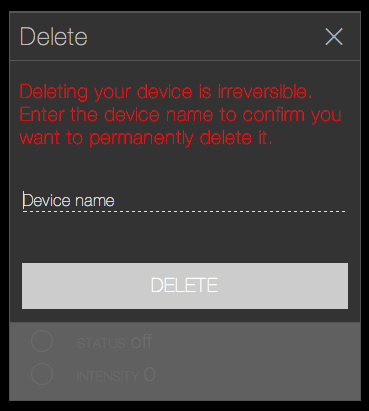 Delete
Deleting your device is irreversible.
Enter the device name to confirm you
want to permanently delete it.
Device name
DELETE
STATUS off
INTENSITY 0